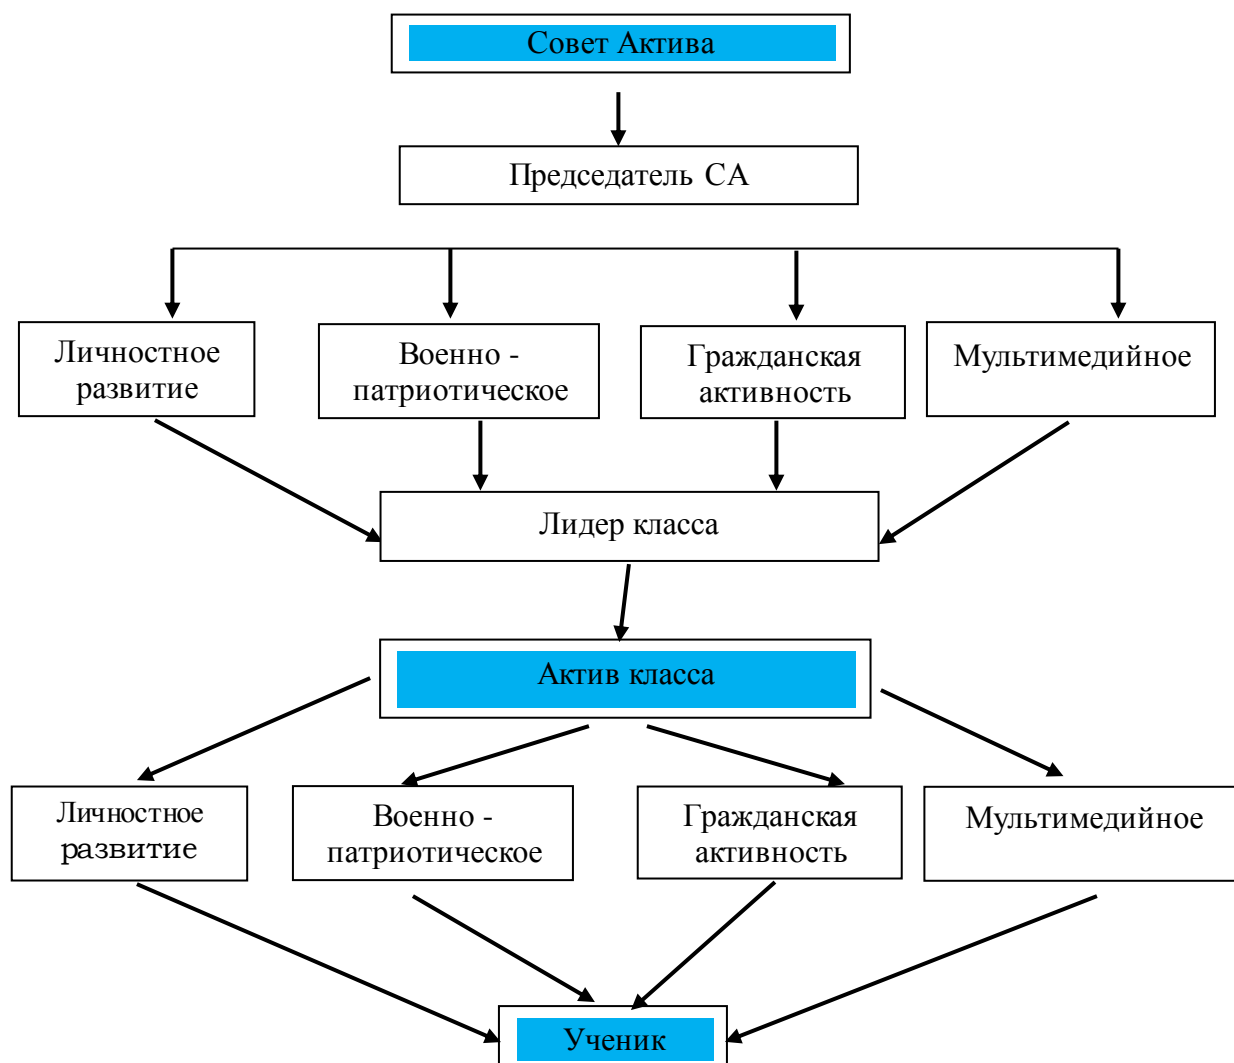 Совет Актива
Председатель СА
Личностное
развитие
Военно -
патриотическое
Гражданская
активность
Мультимедийное
Лидер класса
Актив класса
Личностное
развитие
Военно -
патриотическое
Гражданская
активность
Мультимедийное
Ученик